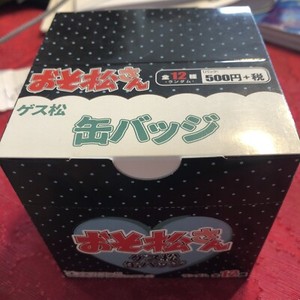 おそ松さん
全12種
ランダム
500円+税
ゲス松
缶バッジ
おそ松さん
ゲス松